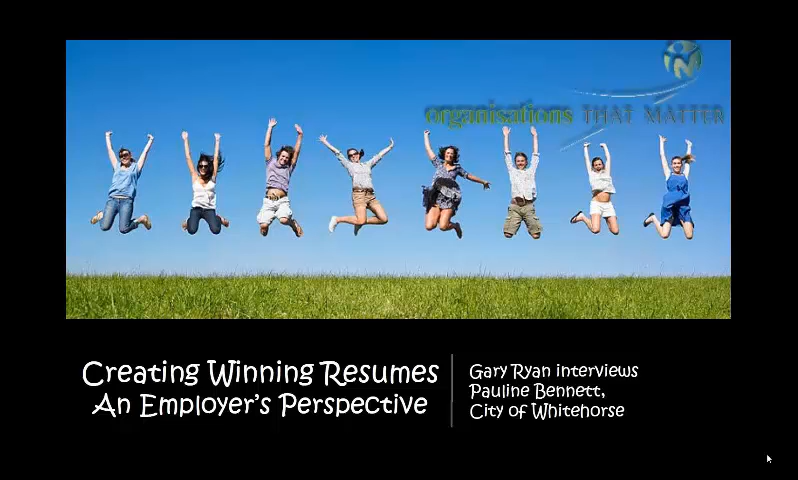 organisations THAT MATTER
Creating Winning Resumes
An Employer's Perspective
Gary Ryan interviews
Pauline Bennett,
City of Whitehorse